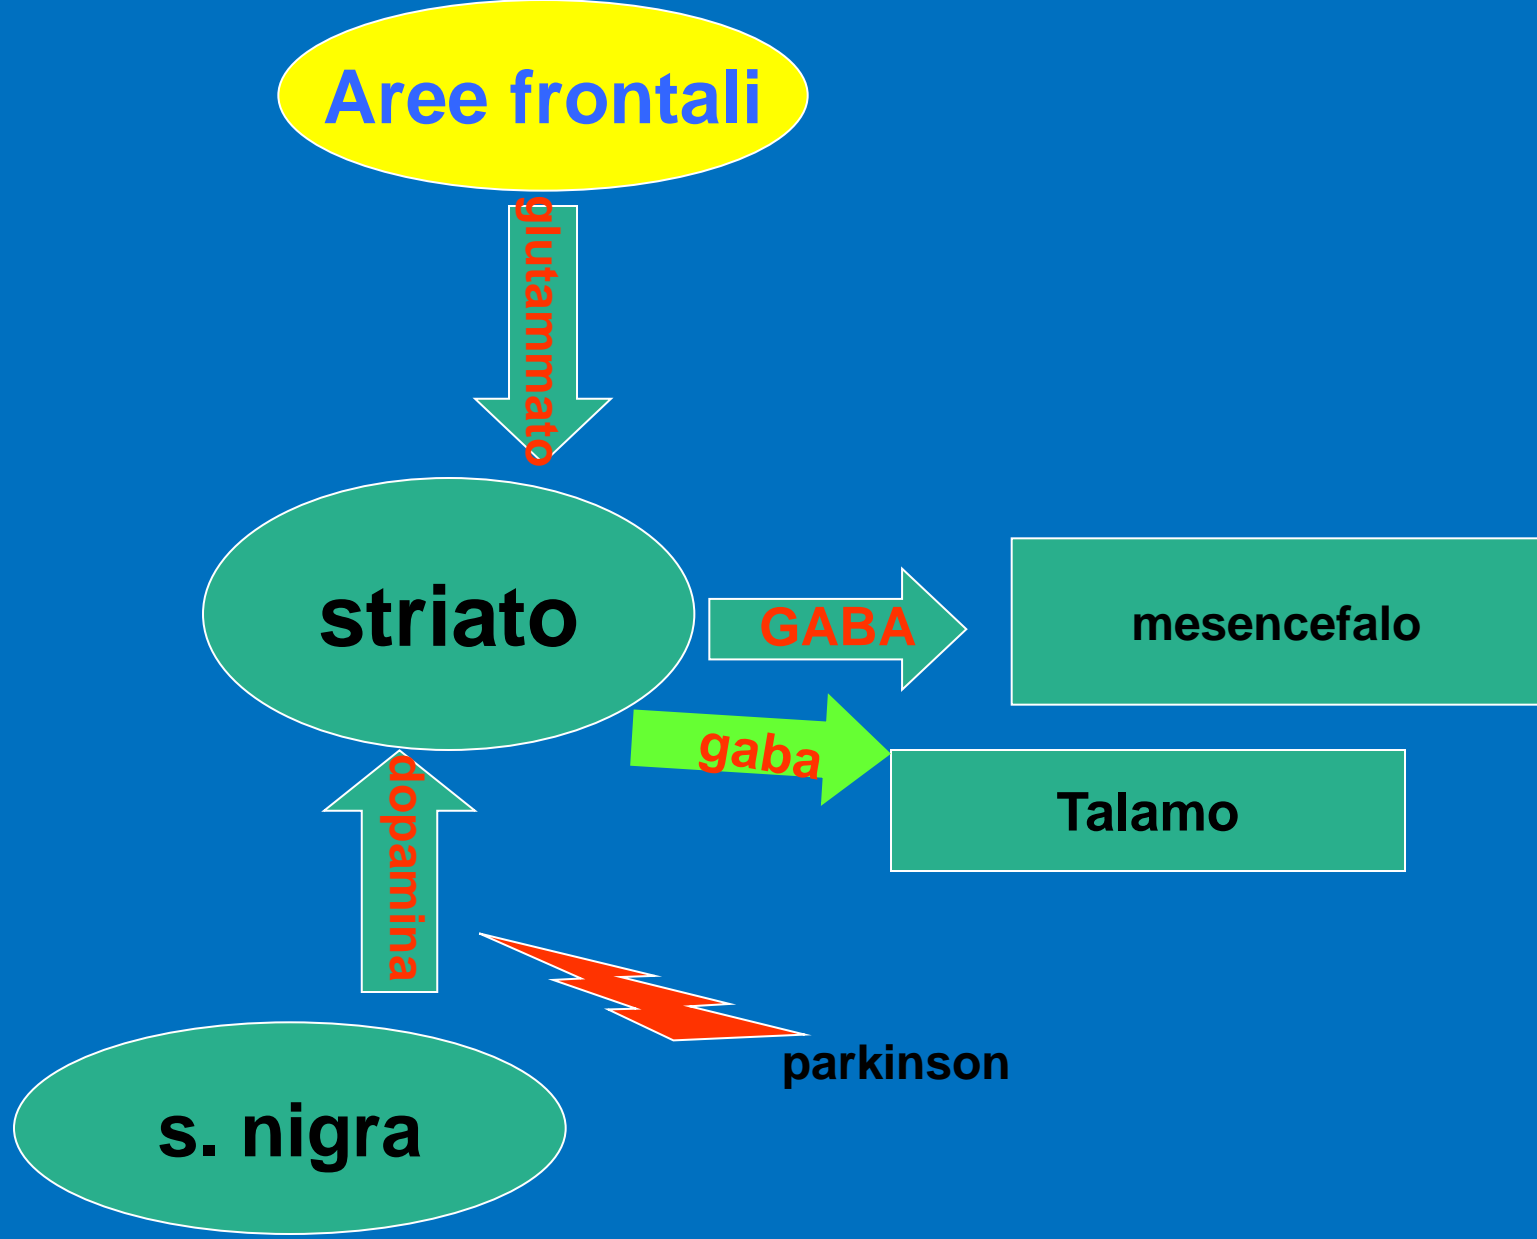 Aree frontali
glutammato
striato
GABA
mesencefalo
gaba
Talamo
dopamina
parkinson
s. nigra